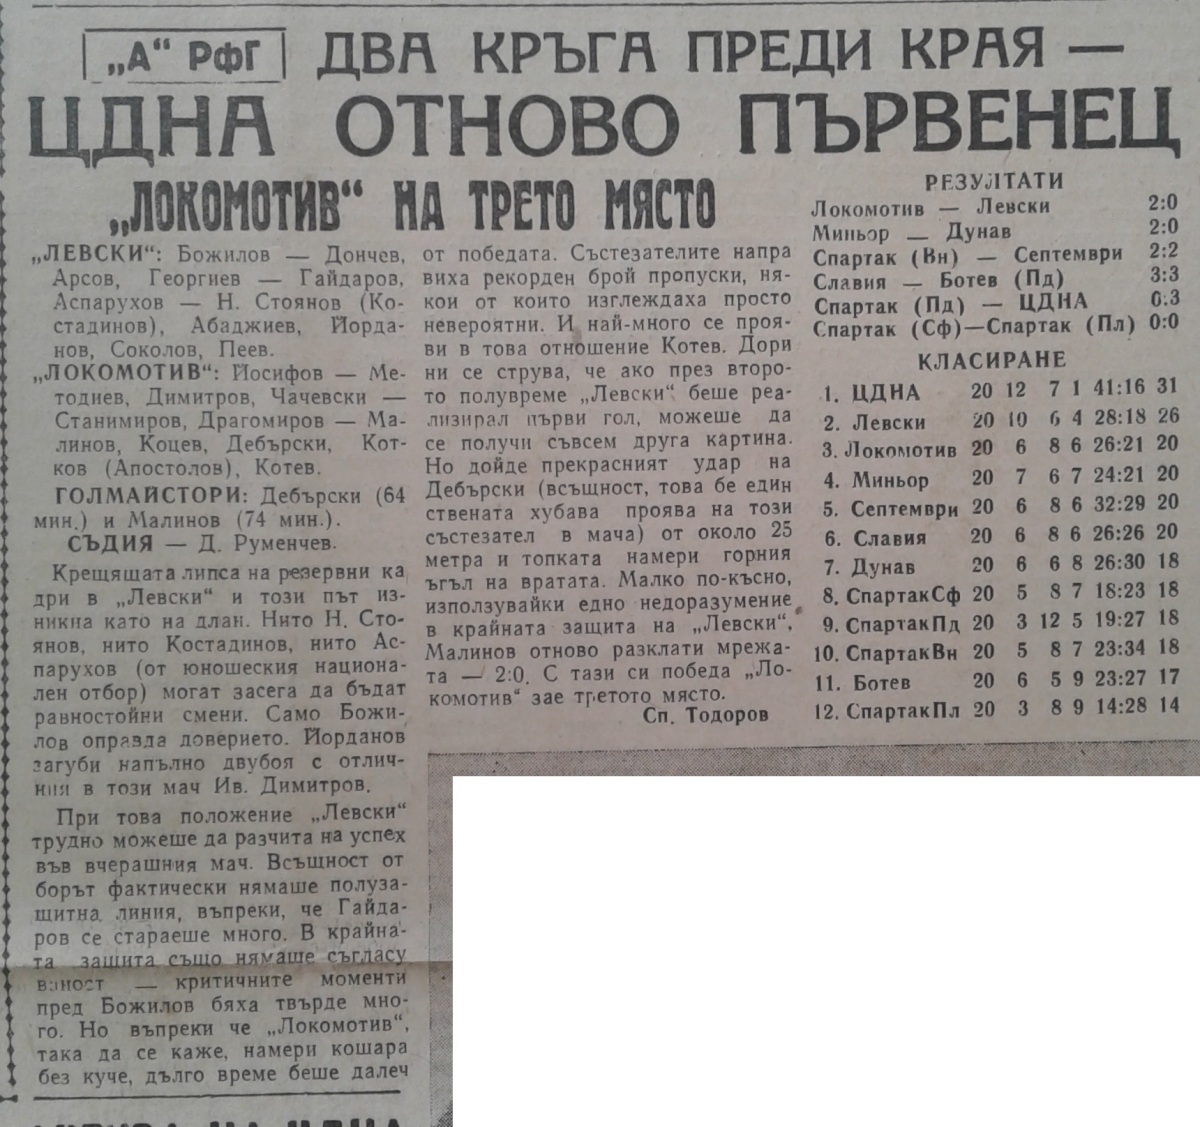 „А“ РФГ ДВА КРЪГА ПРЕДИ КРАЯ —
ЦДНА ОТНОВО ПЪРВЕНЕЦ
„ЛОКОМОТИВ“ НА ТРЕТО МЯСТО
„ЛЕВСКИ“: Божилов — Дончев,
Арсов, Георгиев — Гайдаров,
Аспарухов — Н. Стоянов (Ко-
стадинов), Абаджиев, Йорда-
нов, Соколов, Пеев.
„ЛОКОМОТИВ“: Йосифов — Ме-
тодиев, Димитров, Чачевски —
Станимиров, Драгомиров — Ма-
линов, Коцев, Дебърски, Кот-
ков (Апостолов), Котев.
ГОЛМАЙСТОРИ: Дебърски (64
мин.) и Малинов (74 мин.).
СЪДИЯ — Д. Руменчев.
Крещящата липса на резервни ка
дри в „Левски“ и този път из-
никна като на длан. Нито Н. Сто-
янов, нито Костадинов, нито Ас-
парухов (от юношеския национа-
лен отбор) могат засега да бъдат
равностойни смени. Само Божи-
лов оправда доверието. Йорданов
загуби напълно двубоя с отлич-
ния в този мач Ив. Димитров.
При това положение „Левски“
трудно можеше да разчита на успех
във вчерашния мач. Всъщност от
борът фактически нямаше полуза-
щитна линия, въпреки, че Гайда-
ров се стараеше много. В крайна-
та защита също нямаше съгласу
ваност — критичните моменти
пред Божилов бяха твърде мно-
го. Но въпреки че „Локомотив“,
така да се каже, намери кошара
без куче, дълго време беше далеч
от победата. Състезателите напра
виха рекорден брой пропуски, ня-
кои от които изглеждаха просто
невероятни. И най-много се проя-
ви в това отношение Котев. Дори
ни се струва, че ако през второ-
то полувреме „Левски“ беше реа-
лизирал първи гол, можеше да
се получи съвсем друга картина.
Но дойде прекрасният удар на
Дебърски (всъщност, това бе един
ствената хубава проява на този
състезател в мача) от около 25
метра и топката намери горния
ъгъл на вратата. Малко по-късно,
използувайки едно недоразумение
в крайната защита на „Левски“,
Малинов отново разклати мрежа-
та — 2:0. С тази си победа „Ло-
комотив“ зае третото място.
Сп. Тодоров
РЕЗУЛТАТИ
Локомотив — Левски 2:0
Миньор — Дунав 2:0
Спартак (Вн) — Септември 2:2
Славия — Ботев (Пд) 3:3
Спартак (Пд) — ЦДНА 0:3
Спартак (Сф)—Спартак (Пл) 0:0
КЛАСИРАНЕ
1. ЦДНА 20 12 7 1 41:16 31
2. Левски 20 10 6 4 28:18 26
3. Локомотив 20 6 8 6 26:21 20
4. Миньор 20 7 6 7 24:21 20
5. Септември 20 6 8 6 32:29 20
6. Славия 20 6 8 6 26:26 20
7. Дунав 20 6 6 8 26:30 18
8. СпартакСф 20 5 8 7 18:23 18
9. СпартакПд 20 3 12 5 19:27 18
10. СпартакВн 20 5 8 7 23:34 18
11. Ботев 20 6 5 9 23:27 17
12. СпартакПл 20 3 8 9 14:28 14